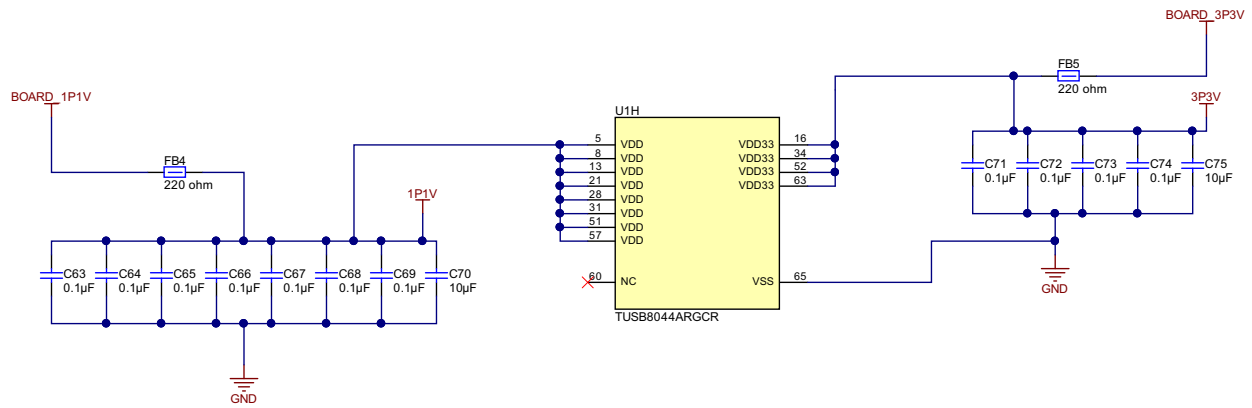 BOARD_3P3V
FB5
220 ohm
3P3V
BOARD_1P1V
FB4
220 ohm
1P1V
U1H
5 VDD VDD33 16
8 VDD VDD33 34
13 VDD VDD33 52
21 VDD VDD33 63
28 VDD
31 VDD
51 VDD
57 VDD
60 NC VSS 65
TUSB8044ARGCR
C71 C72 C73 C74 C75
0.1µF 0.1µF 0.1µF 0.1µF 10µF
GND
C63 C64 C65 C66 C67 C68 C69 C70
0.1µF 0.1µF 0.1µF 0.1µF 0.1µF 0.1µF 0.1µF 10µF
GND